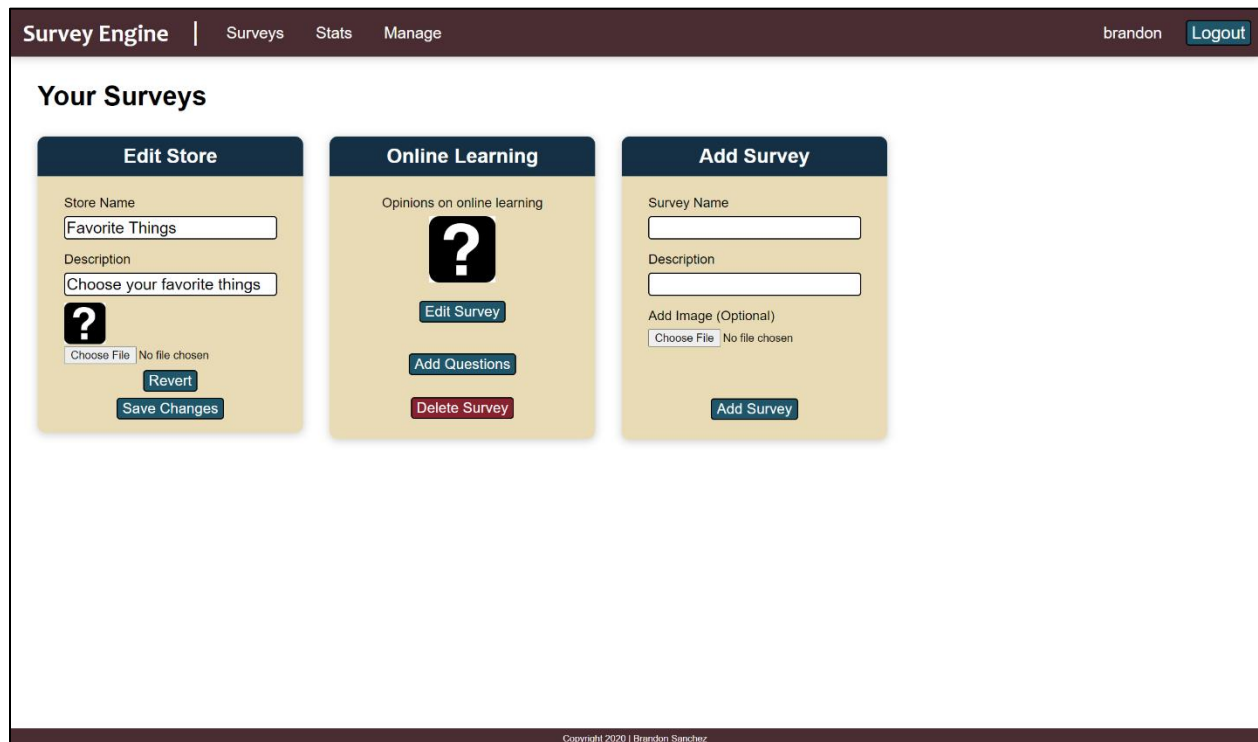 Survey Engine | Surveys Stats Manage brandon Logout
Your Surveys
Edit Store
Store Name
Favorite Things
Description
Choose your favorite things
?
Choose File No file chosen
Revert
Save Changes
Online Learning
Opinions on online learning
?
Edit Survey
Add Questions
Delete Survey
Add Survey
Survey Name
Description
Add Image (Optional)
Choose File No file chosen
Add Survey
Copyright 2020 | Brandon Sanchez